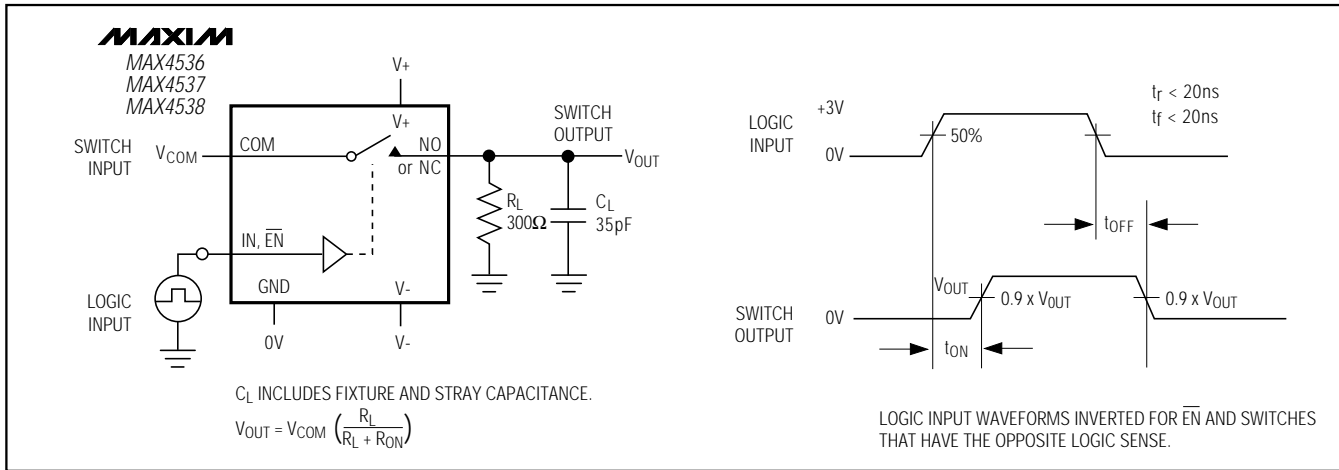 MAXIM
MAX4536
MAX4537
MAX4538
V+
SWITCH
INPUT
VCOM
COM
V+
NO
or NC
SWITCH
OUTPUT
VOUT
RL
300Ω
CL
35pF
IN, E̅N̅
LOGIC
INPUT
GND
0V
V-
V-
CL INCLUDES FIXTURE AND STRAY CAPACITANCE.
VOUT = VCOM (RL / RL + RON)
LOGIC
INPUT
+3V
0V
50%
tr < 20ns
tf < 20ns
tOFF
SWITCH
OUTPUT
VOUT
0V
0.9 x VOUT
0.9 x VOUT
tON
LOGIC INPUT WAVEFORMS INVERTED FOR E̅N̅ AND SWITCHES
THAT HAVE THE OPPOSITE LOGIC SENSE.